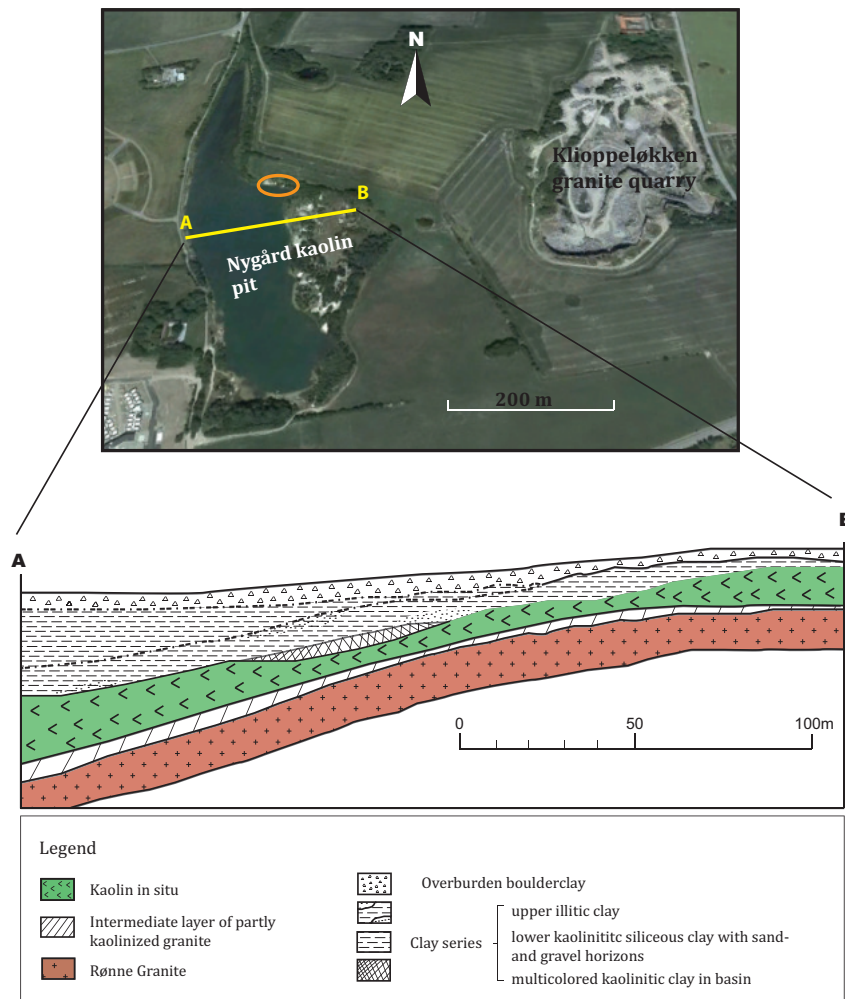 N
Klioppeløkken
granite quarry
B
A
Nygård kaolin
pit
200 m
A
0
50
100m
Legend
Kaolin in situ
Intermediate layer of partly
kaolinized granite
Rønne Granite
Overburden boulderclay
Clay series
upper illitic clay
lower kaolinititc siliceous clay with sand-
and gravel horizons
multicolored kaolinitic clay in basin